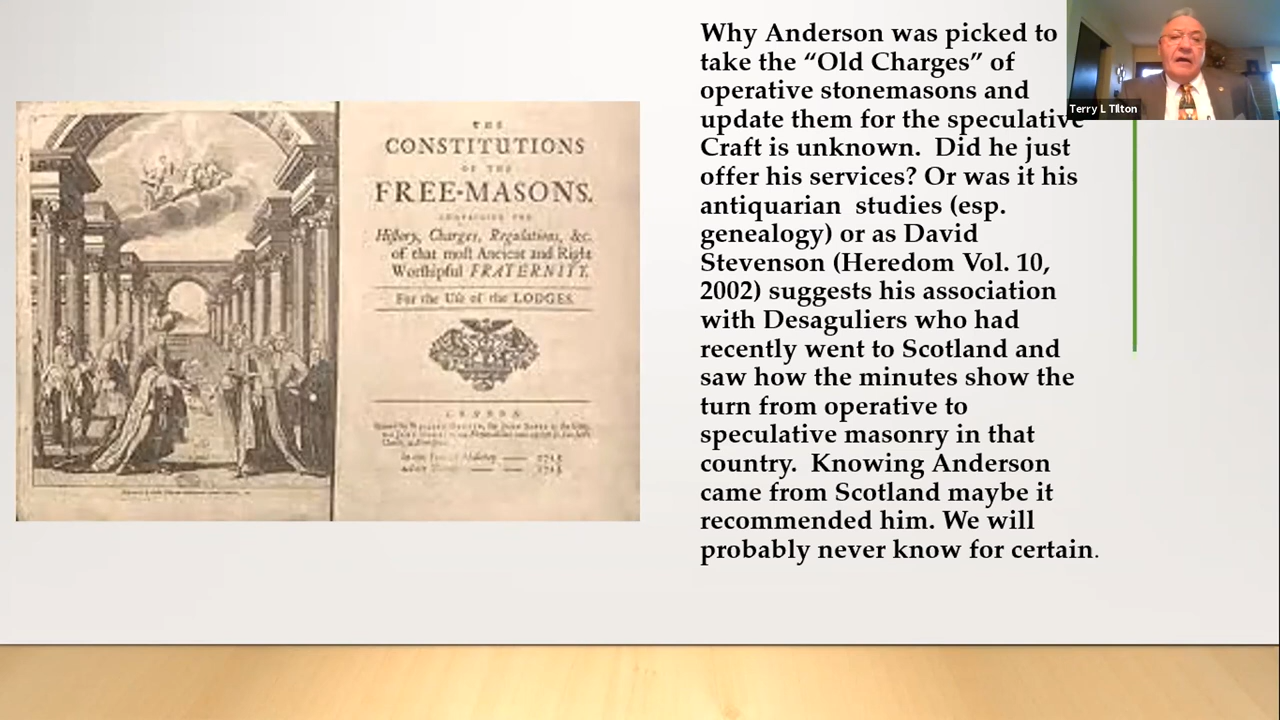 Why Anderson was picked to
take the “Old Charges” of
operative stonemasons and
update them for the speculative
Craft is unknown.  Did he just
offer his services? Or was it his
antiquarian  studies (esp.
genealogy) or as David
Stevenson (Heredom Vol. 10,
2002) suggests his association
with Desaguliers who had
recently went to Scotland and
saw how the minutes show the
turn from operative to
speculative masonry in that
country.  Knowing Anderson
came from Scotland maybe it
recommended him. We will
probably never know for certain.
Terry L Tilton
THE
CONSTITUTIONS
OF THE
FREE-MASONS.
CONTAINING THE
History, Charges, Regulations, &c.
of that most Ancient and Right
Worshipful FRATERNITY.
For the Use of the LODGES.
LONDON